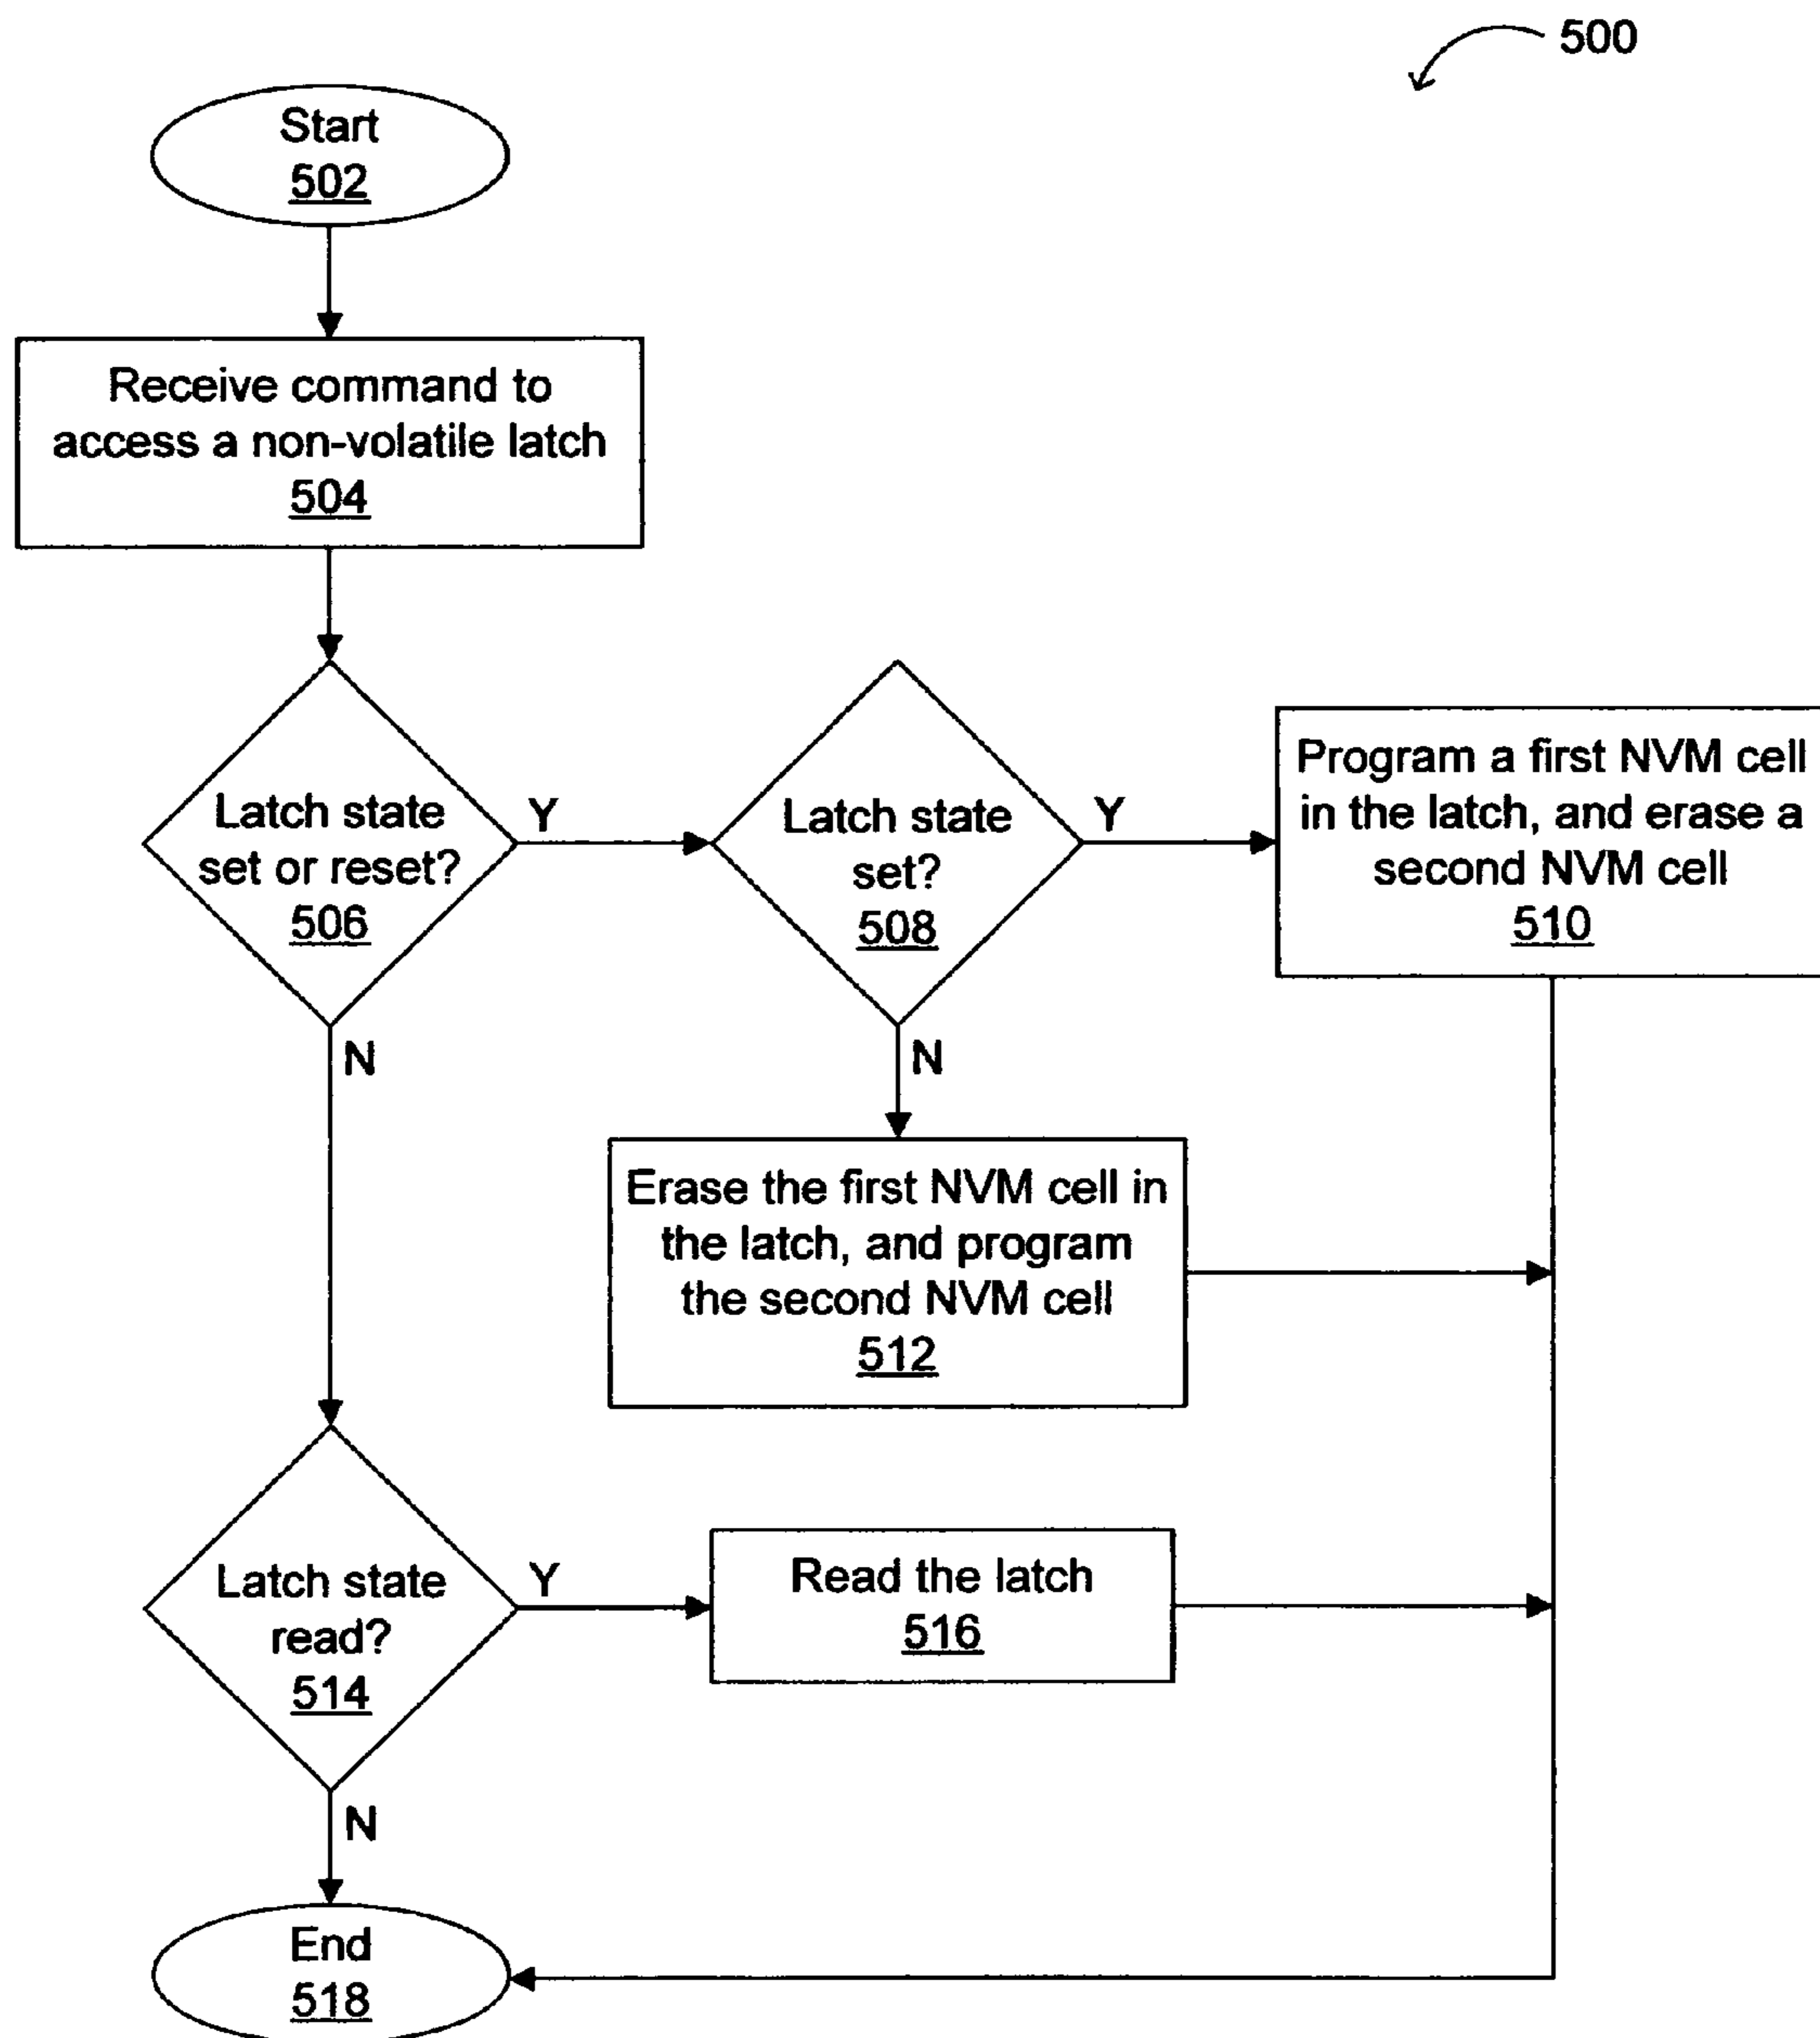 500
Start
502
Receive command to
access a non-volatile latch
504
Latch state
set or reset?
506
Y
N
Latch state
set?
508
Y
N
Program a first NVM cell
in the latch, and erase a
second NVM cell
510
Erase the first NVM cell in
the latch, and program
the second NVM cell
512
Latch state
read?
514
Y
N
Read the latch
516
End
518